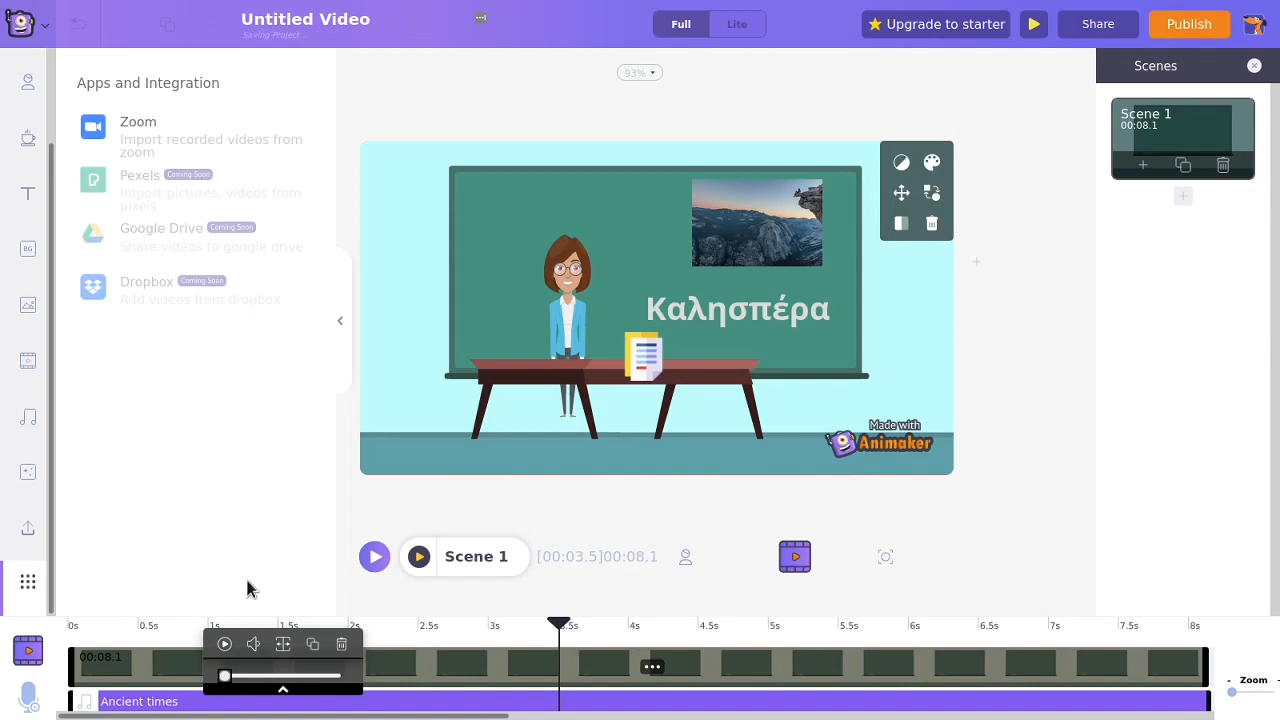 Untitled Video
Saving Project ...
Full
Lite
Upgrade to starter
Share
Publish
Apps and Integration
Zoom
Import recorded videos from
zoom
Pexels Coming Soon
Import pictures, videos from
pixels
Google Drive Coming Soon
Share videos to google drive
Dropbox Coming Soon
Add videos from dropbox
BG
93%
Καλησπέρα
Made with
Animaker
Scenes
Scene 1
00:08.1
Scene 1
[00:03.5]00:08.1
0s 0.5s 1s 1.5s 2s 2.5s 3s 3.5s 4s 4.5s 5s 5.5s 6s 6.5s 7s 7.5s 8s
00:08.1
Ancient times
- Zoom -